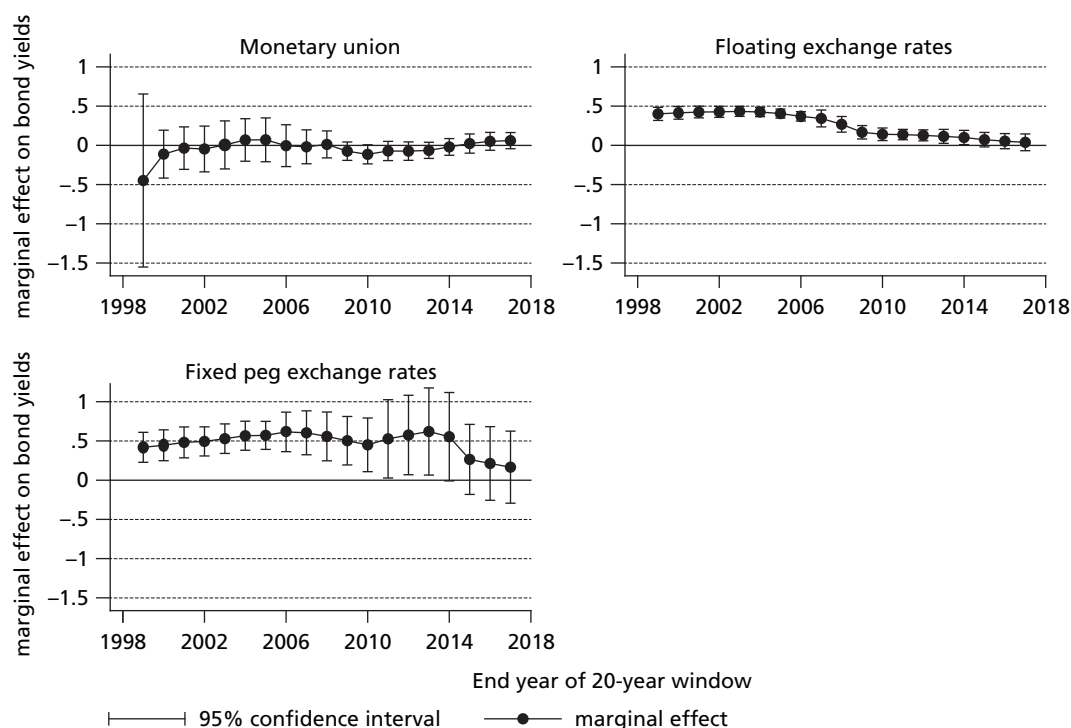 Monetary union
marginal effect on bond yields
1
.5
0
−.5
−1
−1.5
1998 2002 2006 2010 2014 2018
Floating exchange rates
1
.5
0
−.5
−1
−1.5
1998 2002 2006 2010 2014 2018
Fixed peg exchange rates
marginal effect on bond yields
1
.5
0
−.5
−1
−1.5
1998 2002 2006 2010 2014 2018
End year of 20-year window
95% confidence interval marginal effect